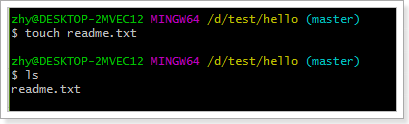 zhy@DESKTOP-2MVEC12 MINGW64 /d/test/hello (master)
$ touch readme.txt
zhy@DESKTOP-2MVEC12 MINGW64 /d/test/hello (master)
$ ls
readme.txt